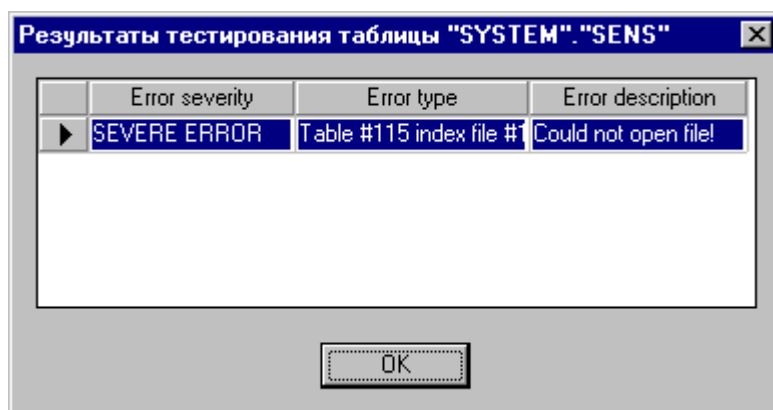 Результаты тестирования таблицы "SYSTEM"."SENS"
Error severity Error type Error description
SEVERE ERROR Table #115 index file #1 Could not open file!
OK